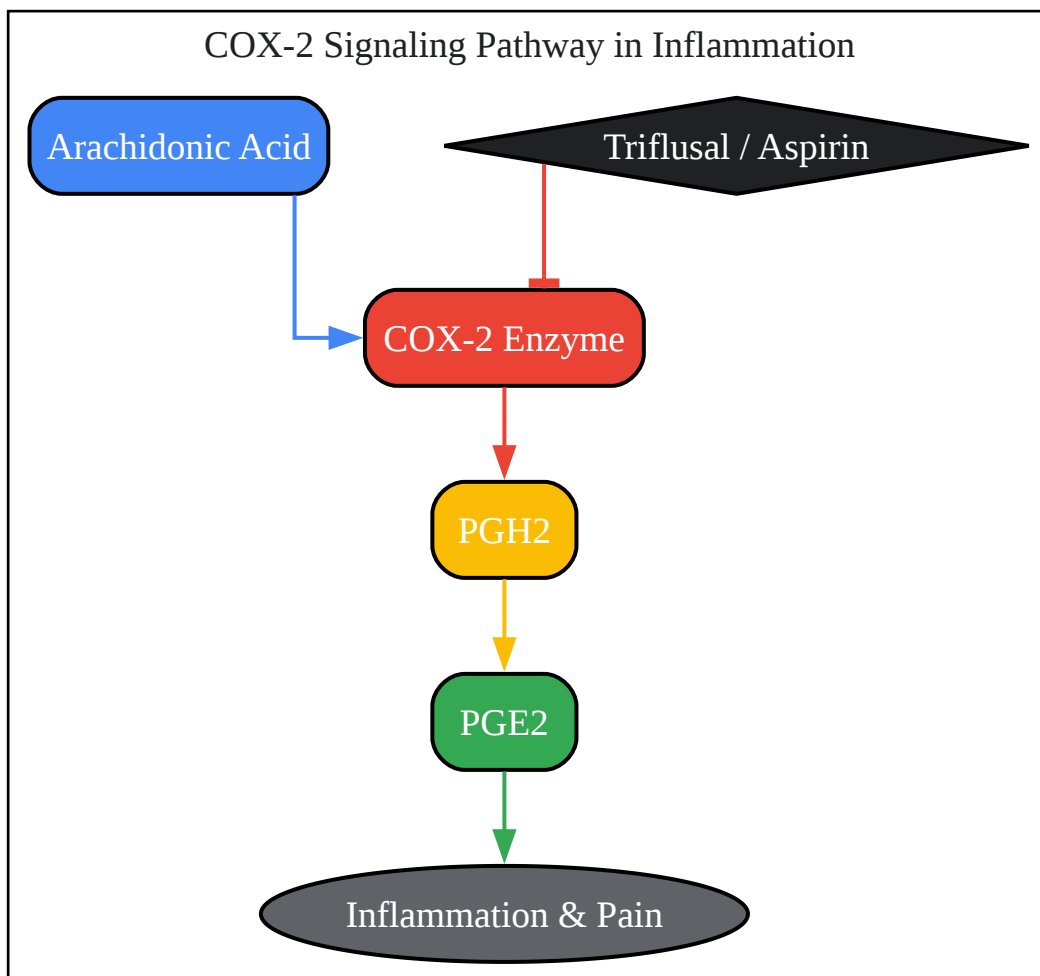 COX-2 Signaling Pathway in Inflammation
Arachidonic Acid
Triflusal / Aspirin
COX-2 Enzyme
PGH2
PGE2
Inflammation & Pain